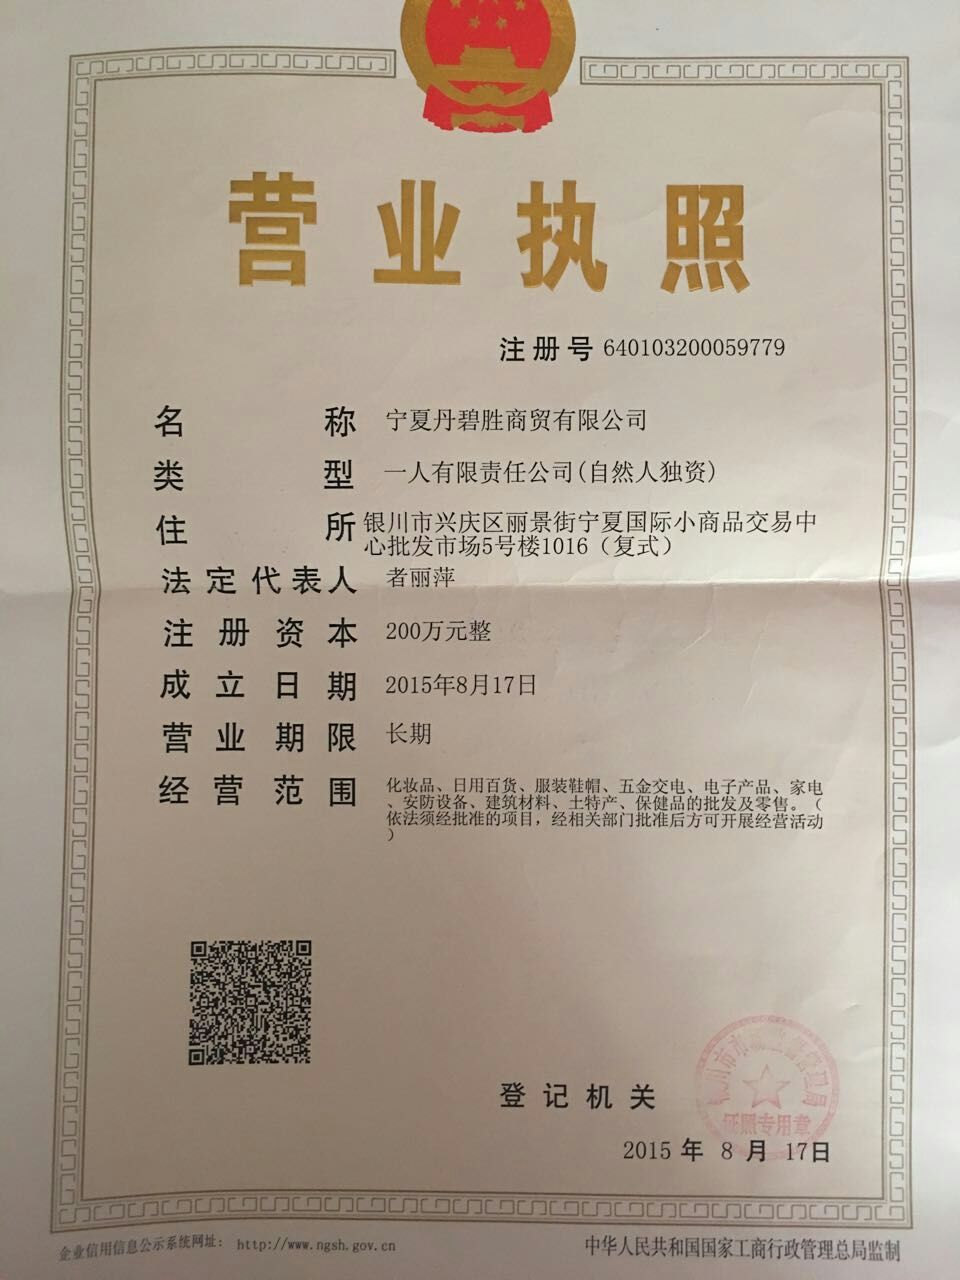 营业执照
注册号 640103200059779
名称 宁夏丹碧胜商贸有限公司
类型 一人有限责任公司(自然人独资)
住所 银川市兴庆区丽景街宁夏国际小商品交易中
心批发市场5号楼1016（复式）
法定代表人 者丽萍
注册资本 200万元整
成立日期 2015年8月17日
营业期限 长期
经营范围 化妆品、日用百货、服装鞋帽、五金交电、电子产品、家电
、安防设备、建筑材料、土特产、保健品的批发及零售。（
依法须经批准的项目，经相关部门批准后方可开展经营活动
）
登记机关
证照专用章
2015 年 8 月 17日
企业信用信息公示系统网址： http://www.ngsh.gov.cn
中华人民共和国国家工商行政管理总局监制